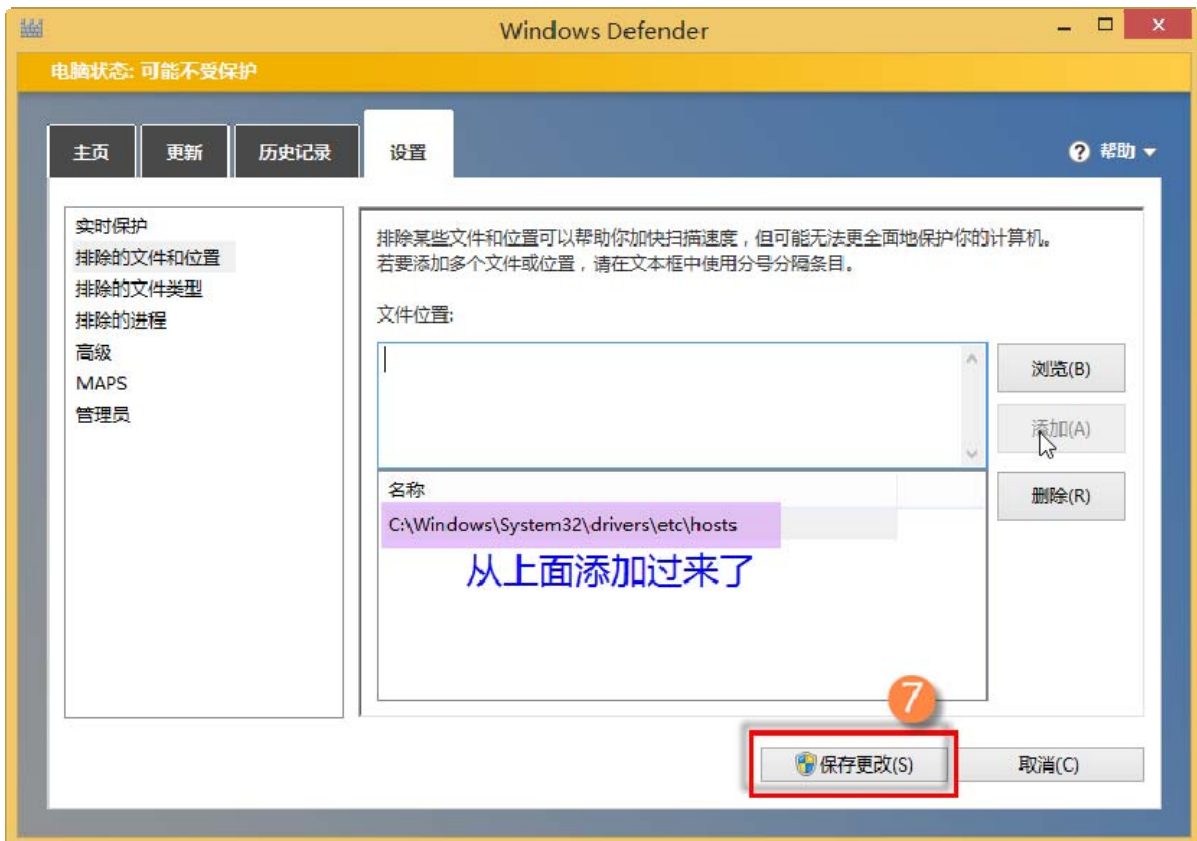 Windows Defender
电脑状态: 可能不受保护
主页 更新 历史记录 设置 帮助
实时保护
排除的文件和位置
排除的文件类型
排除的进程
高级
MAPS
管理员
排除某些文件和位置可以帮助你加快扫描速度，但可能无法更全面地保护你的计算机。
若要添加多个文件或位置，请在文本框中使用分号分隔条目。
文件位置:
浏览(B)
添加(A)
删除(R)
名称
C:\Windows\System32\drivers\etc\hosts
从上面添加过来了
7
保存更改(S) 取消(C)